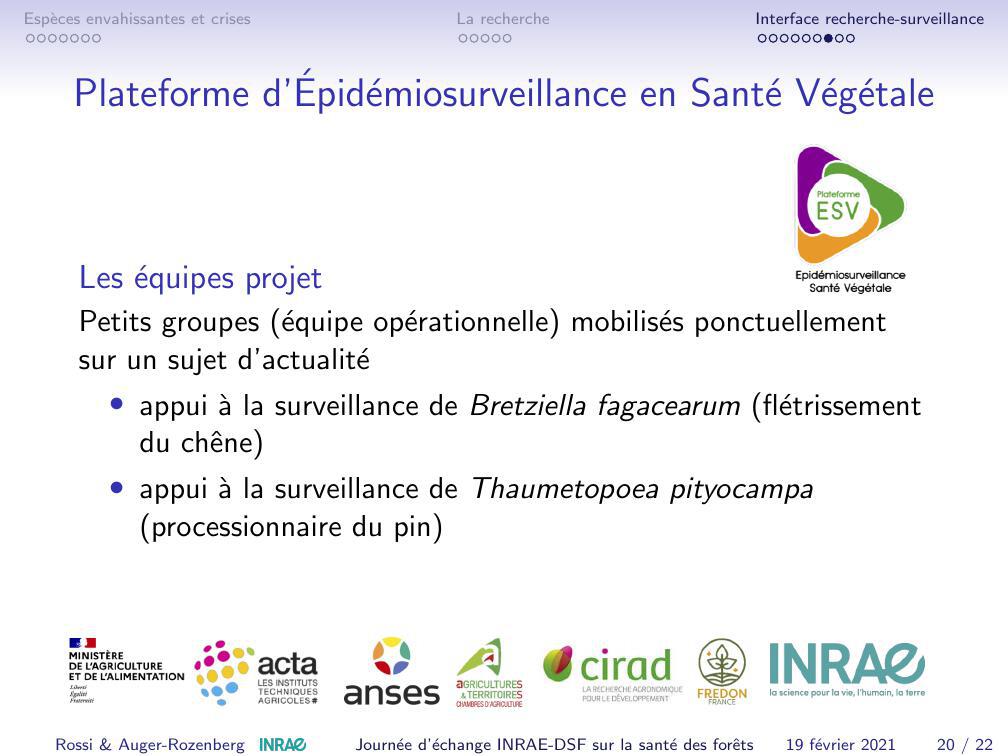 Espèces envahissantes et crises
La recherche
Interface recherche-surveillance
Plateforme d'Épidémiosurveillance en Santé Végétale
Plateforme
ESV
Epidémiosurveillance
Santé Végétale
Les équipes projet
Petits groupes (équipe opérationnelle) mobilisés ponctuellement
sur un sujet d'actualité
• appui à la surveillance de Bretziella fagacearum (flétrissement
du chêne)
• appui à la surveillance de Thaumetopoea pityocampa
(processionnaire du pin)
MINISTÈRE
DE L'AGRICULTURE
ET DE L'ALIMENTATION
Liberté
Égalité
Fraternité
acta
LES INSTITUTS
TECHNIQUES
AGRICOLES#
anses
aGRICULTURES
& TERRITOIRES
CHAMBRES D'AGRICULTURE
cirad
LA RECHERCHE AGRONOMIQUE
POUR LE DÉVELOPPEMENT
FREDON
FRANCE
INRAE
la science pour la vie, l'humain, la terre
Rossi & Auger-Rozenberg INRAE
Journée d'échange INRAE-DSF sur la santé des forêts
19 février 2021
20 / 22